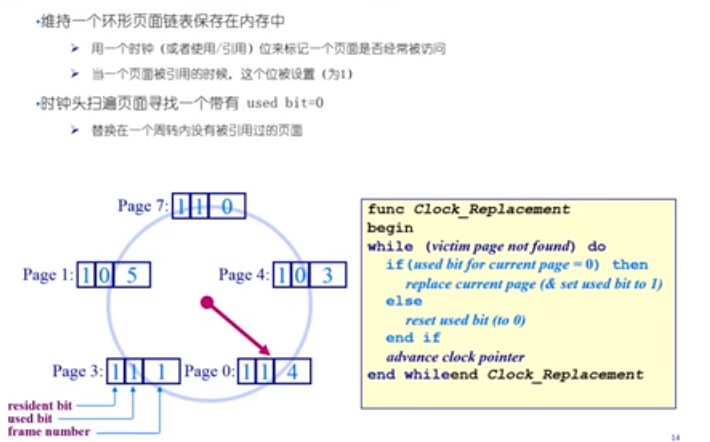 •维持一个环形页面链表保存在内存中
➤ 用一个时钟（或者使用/引用）位来标记一个页面是否经常被访问
➤ 当一个页面被引用的时候，这个位被设置（为1）
•时钟头扫遍页面寻找一个带有 used bit=0
➤ 替换在一个周转内没有被引用过的页面
Page 7: 1 1 0
Page 1: 1 0 5
Page 4: 1 0 3
Page 3: 1 1 1
Page 0: 1 1 4
resident bit
used bit
frame number
func Clock_Replacement
begin
while (victim page not found) do
if(used bit for current page = 0) then
replace current page (& set used bit to 1)
else
reset used bit (to 0)
end if
advance clock pointer
end whileend Clock_Replacement
14